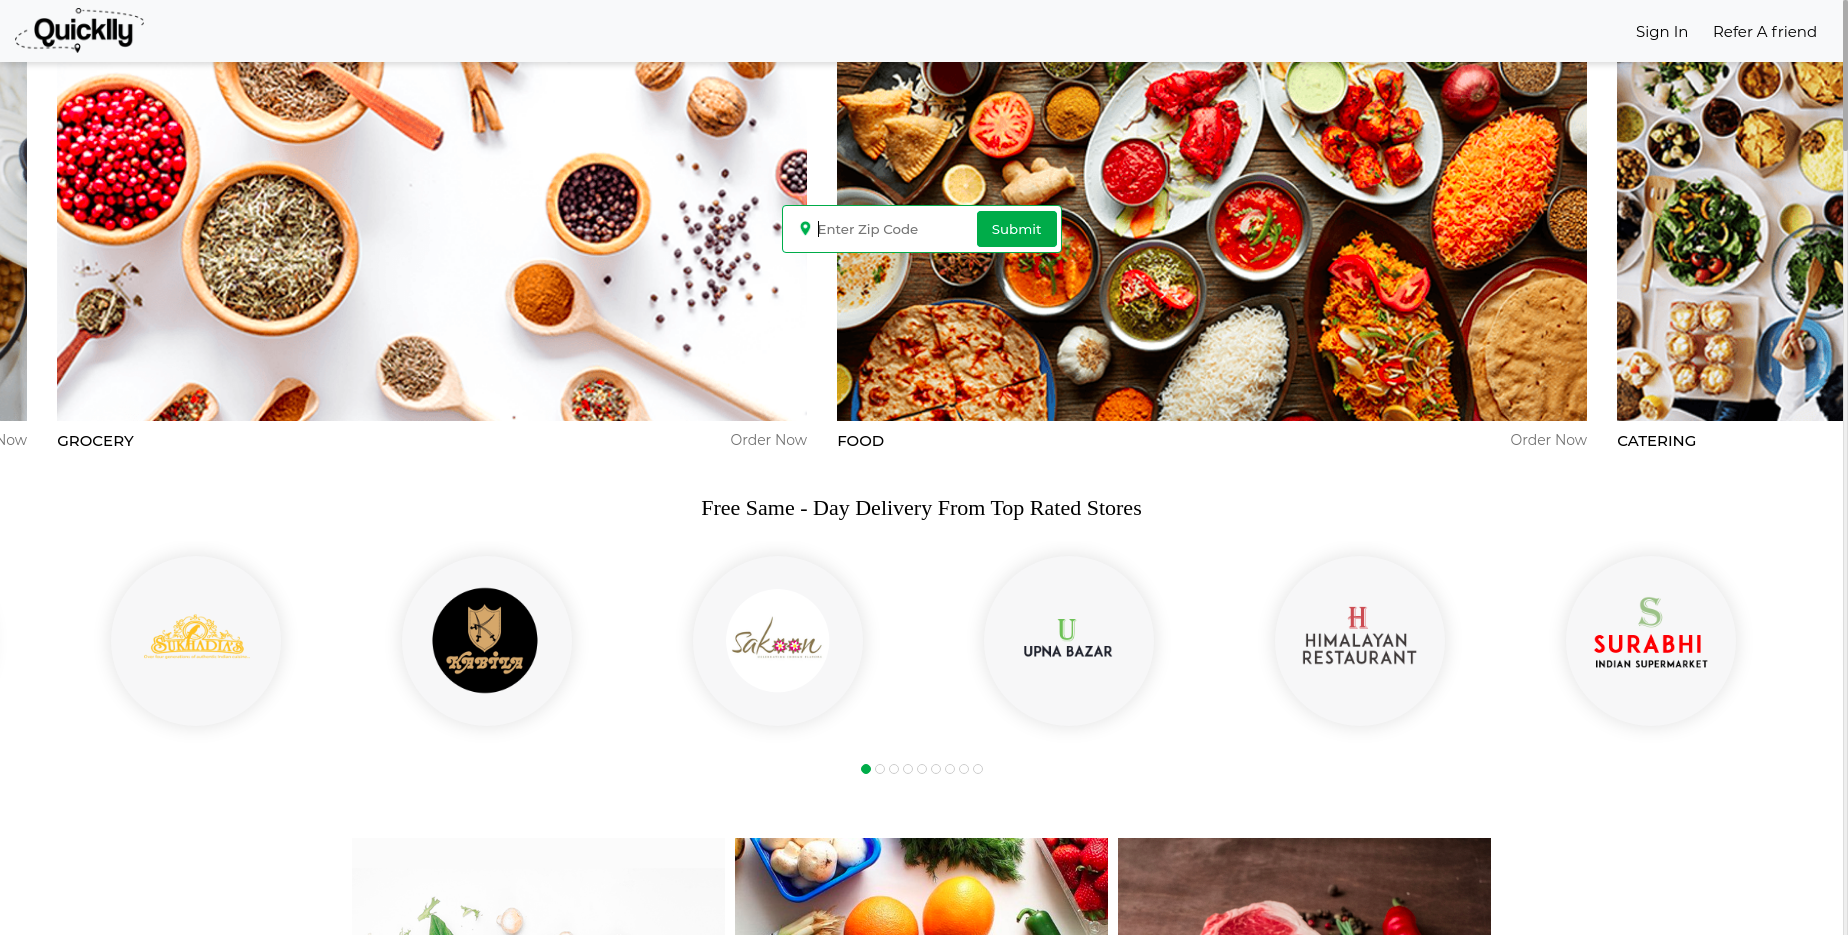 Quicklly
Sign In
Refer A friend
Enter Zip Code
Submit
Now
GROCERY
Order Now
FOOD
Order Now
CATERING
Free Same - Day Delivery From Top Rated Stores
SUKHADIA'S
KABILA
Sakoon
U
UPNA BAZAR
H
HIMALAYAN
RESTAURANT
S
SURABHI
INDIAN SUPERMARKET